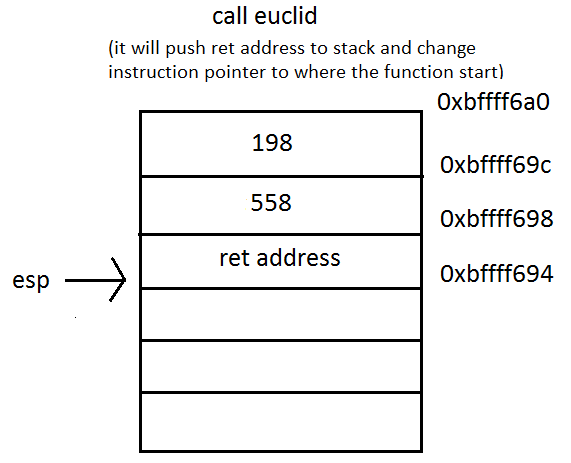 call euclid
(it will push ret address to stack and change
instruction pointer to where the function start)
0xbffff6a0
198
0xbffff69c
558
0xbffff698
ret address
0xbffff694
esp